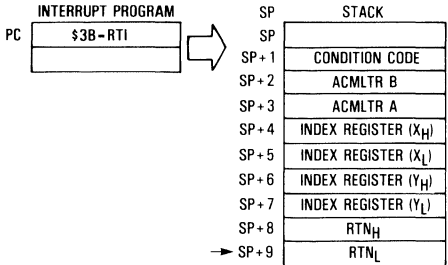 INTERRUPT PROGRAM
PC $3B-RTI
SP STACK
SP
SP+1 CONDITION CODE
SP+2 ACMLTR B
SP+3 ACMLTR A
SP+4 INDEX REGISTER (XH)
SP+5 INDEX REGISTER (XL)
SP+6 INDEX REGISTER (YH)
SP+7 INDEX REGISTER (YL)
SP+8 RTNH
→ SP+9 RTNL